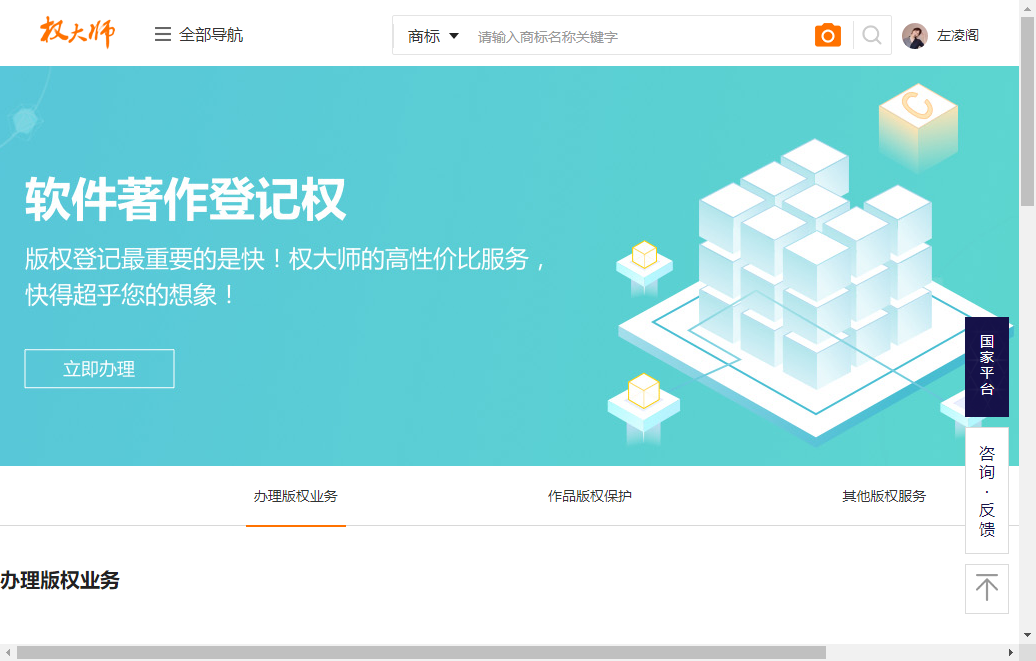 权大师
全部导航
商标
请输入商标名称关键字
左凌阁
C
软件著作登记权
版权登记最重要的是快！权大师的高性价比服务，
快得超乎您的想象！
立即办理
国家平台
咨询·反馈
办理版权业务
作品版权保护
其他版权服务
办理版权业务